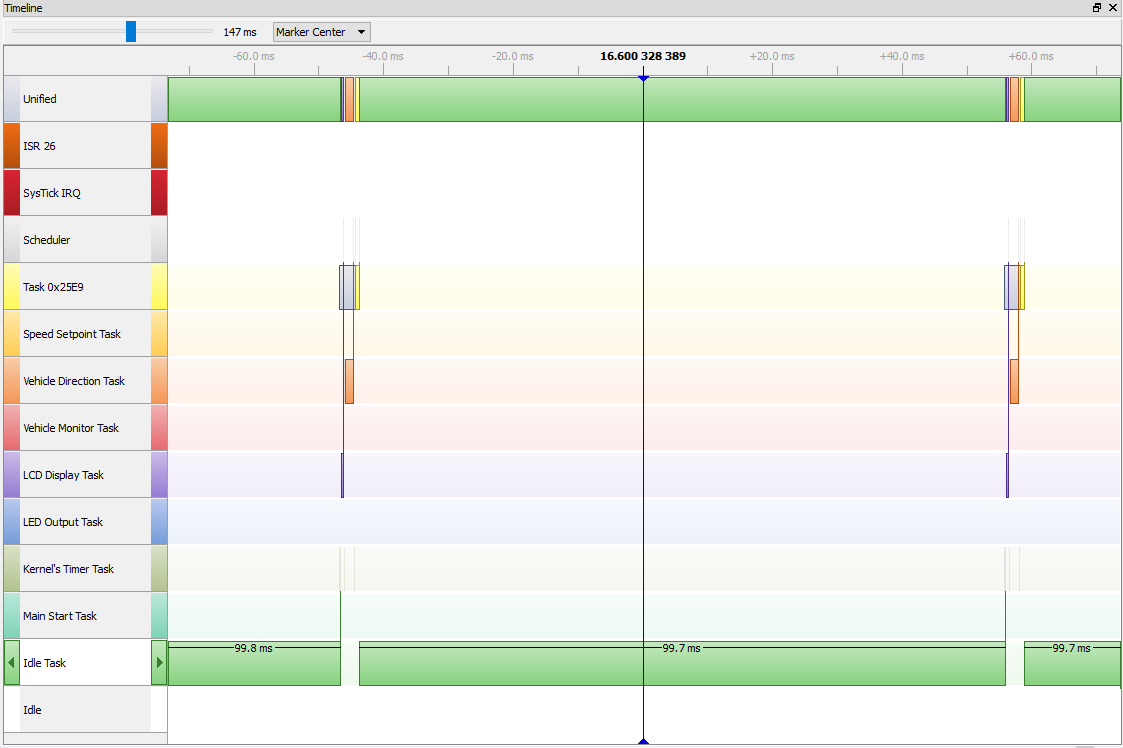 Timeline
147 ms Marker Center
-60.0 ms -40.0 ms -20.0 ms 16.600 328 389 +20.0 ms +40.0 ms +60.0 ms
Unified
ISR 26
SysTick IRQ
Scheduler
Task 0x25E9
Speed Setpoint Task
Vehicle Direction Task
Vehicle Monitor Task
LCD Display Task
LED Output Task
Kernel's Timer Task
Main Start Task
Idle Task 99.8 ms 99.7 ms 99.7 ms
Idle